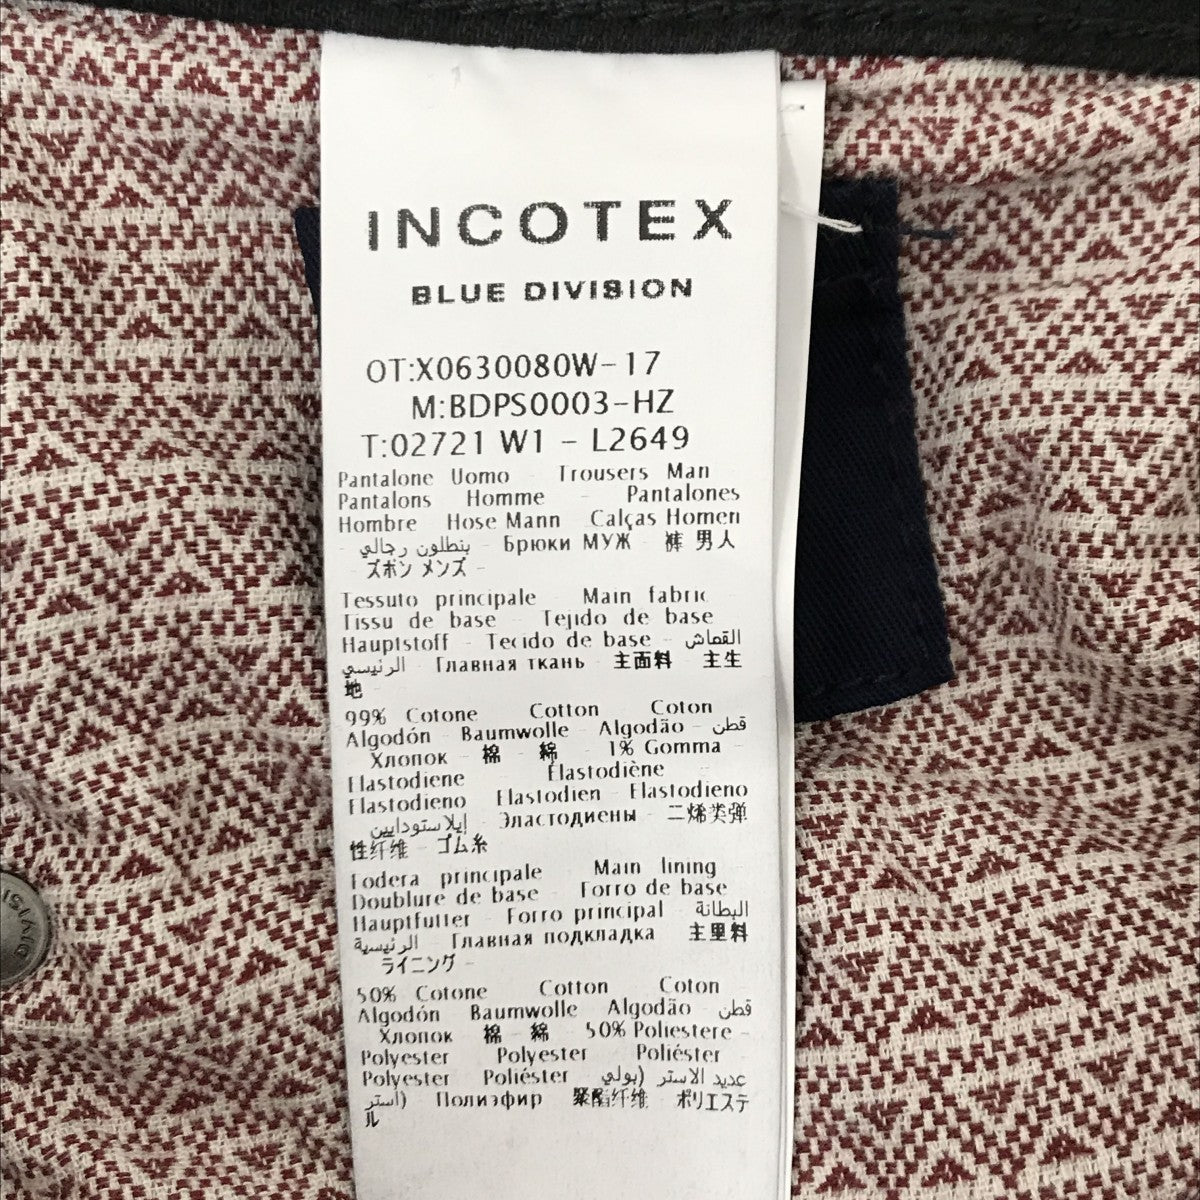 INCOTEX
BLUE DIVISION
OT:X0630080W-17
M:BDPS0003-HZ
T:02721 W1 - L2649
Pantalone Uomo - Trousers Man
Pantalons Homme - Pantalones
Hombre Hose Mann Calças Homen
- بنطلون رجالي - Брюки МУЖ - 裤 男人
- ズボン メンズ -
Tessuto principale - Main fabric
Tissu de base - Tejido de base
Hauptstoff - Tecido de base - القماش
الرئيسي - Главная ткань - 主面料 - 主生
地 -
99% Cotone Cotton Coton
Algodón - Baumwolle - Algodão - قطن
Хлопок - 棉 - 綿 - 1% Gomma -
Elastodiene - Elastodiène -
Elastodieno Elastodien - Elastodieno
إيلاستودايين - Эластодиены - 二烯类弹
性纤维 - ゴム糸
Fodera principale Main lining
Doublure de base - Forro de base
Hauptfutter - Forro principal - البطانة
الرئيسية - Главная подкладка 主里料
ライニング -
50% Cotone Cotton Coton
Algodón Baumwolle Algodão - قطن
Хлопок - 棉 - 綿 - 50% Poliestere -
Polyester Polyester Poliéster
Polyester Poliéster - عديد الاستر (بولي
أستر) Полиэфир 聚酯纤维 - ポリエステ
ル
DIVISI